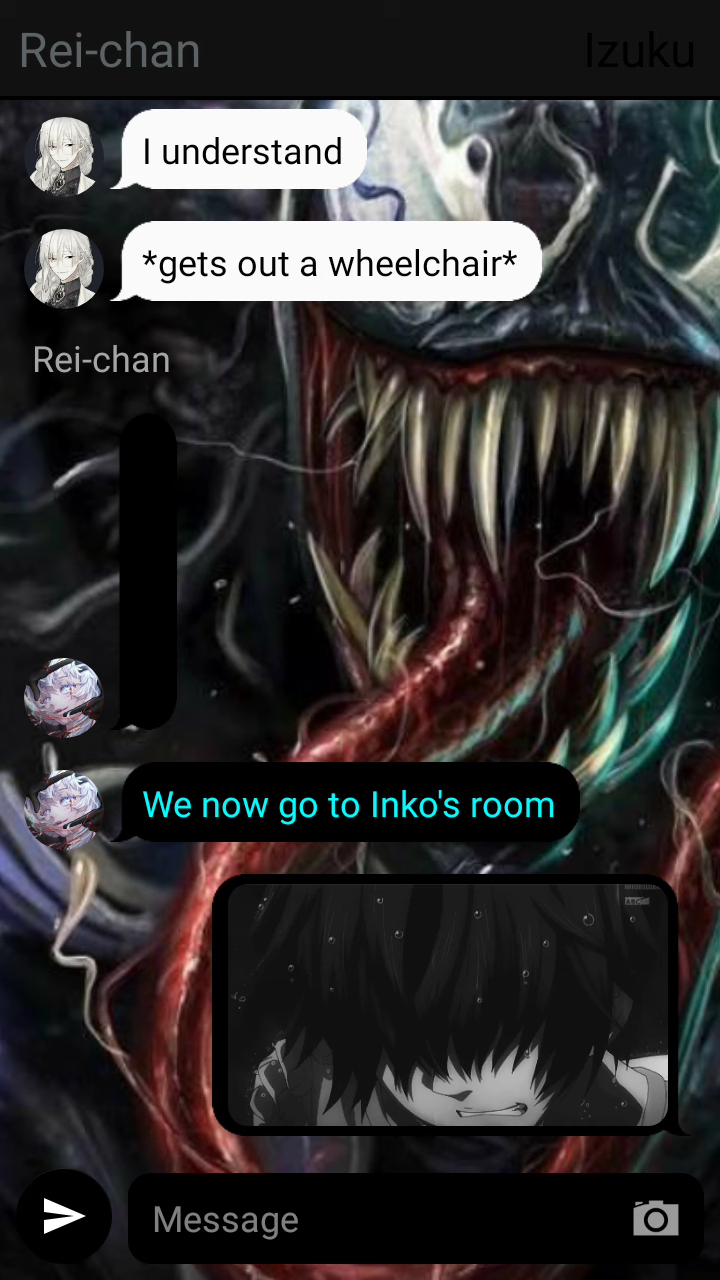 Rei-chan Izuku
I understand
*gets out a wheelchair*
Rei-chan
We now go to Inko's room
Message